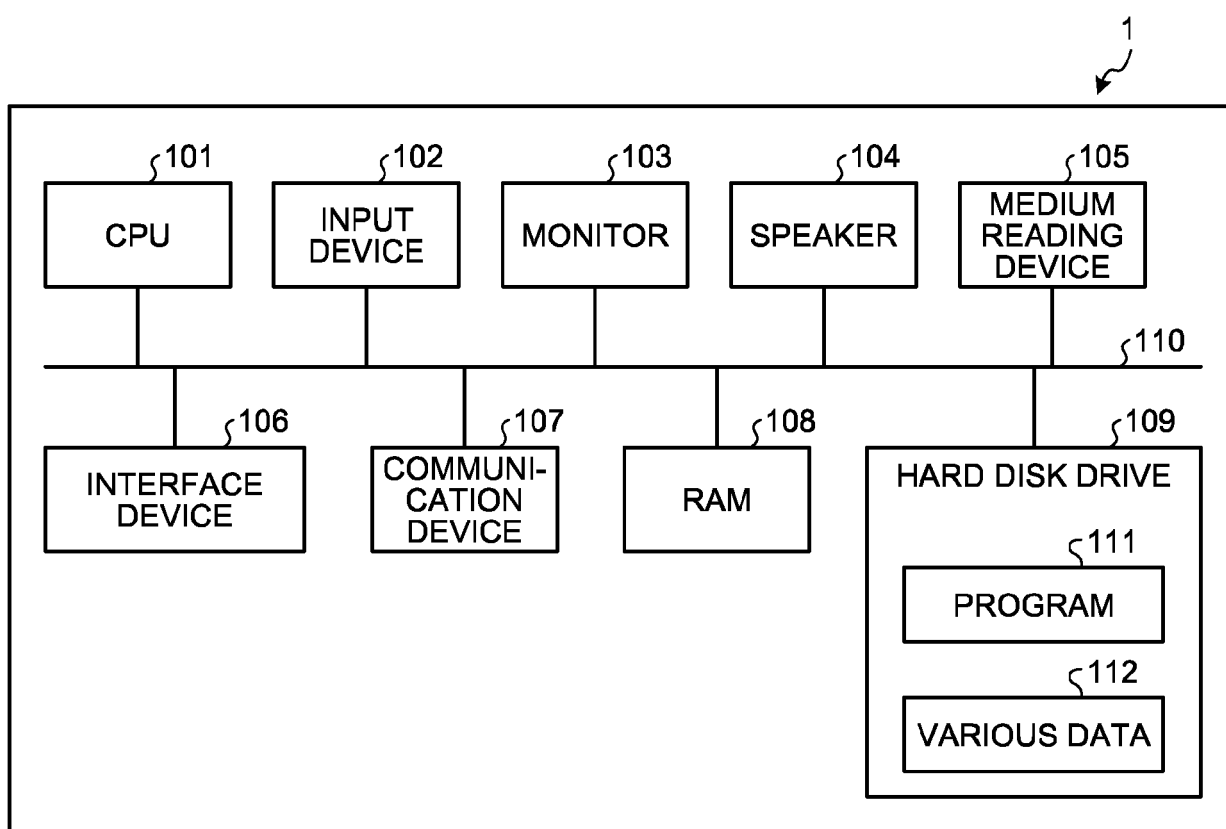 1
101
102
103
104
105
CPU
INPUT
DEVICE
MONITOR
SPEAKER
MEDIUM
READING
DEVICE
110
106
107
108
109
INTERFACE
DEVICE
COMMUNI-
CATION
DEVICE
RAM
HARD DISK DRIVE
111
PROGRAM
112
VARIOUS DATA